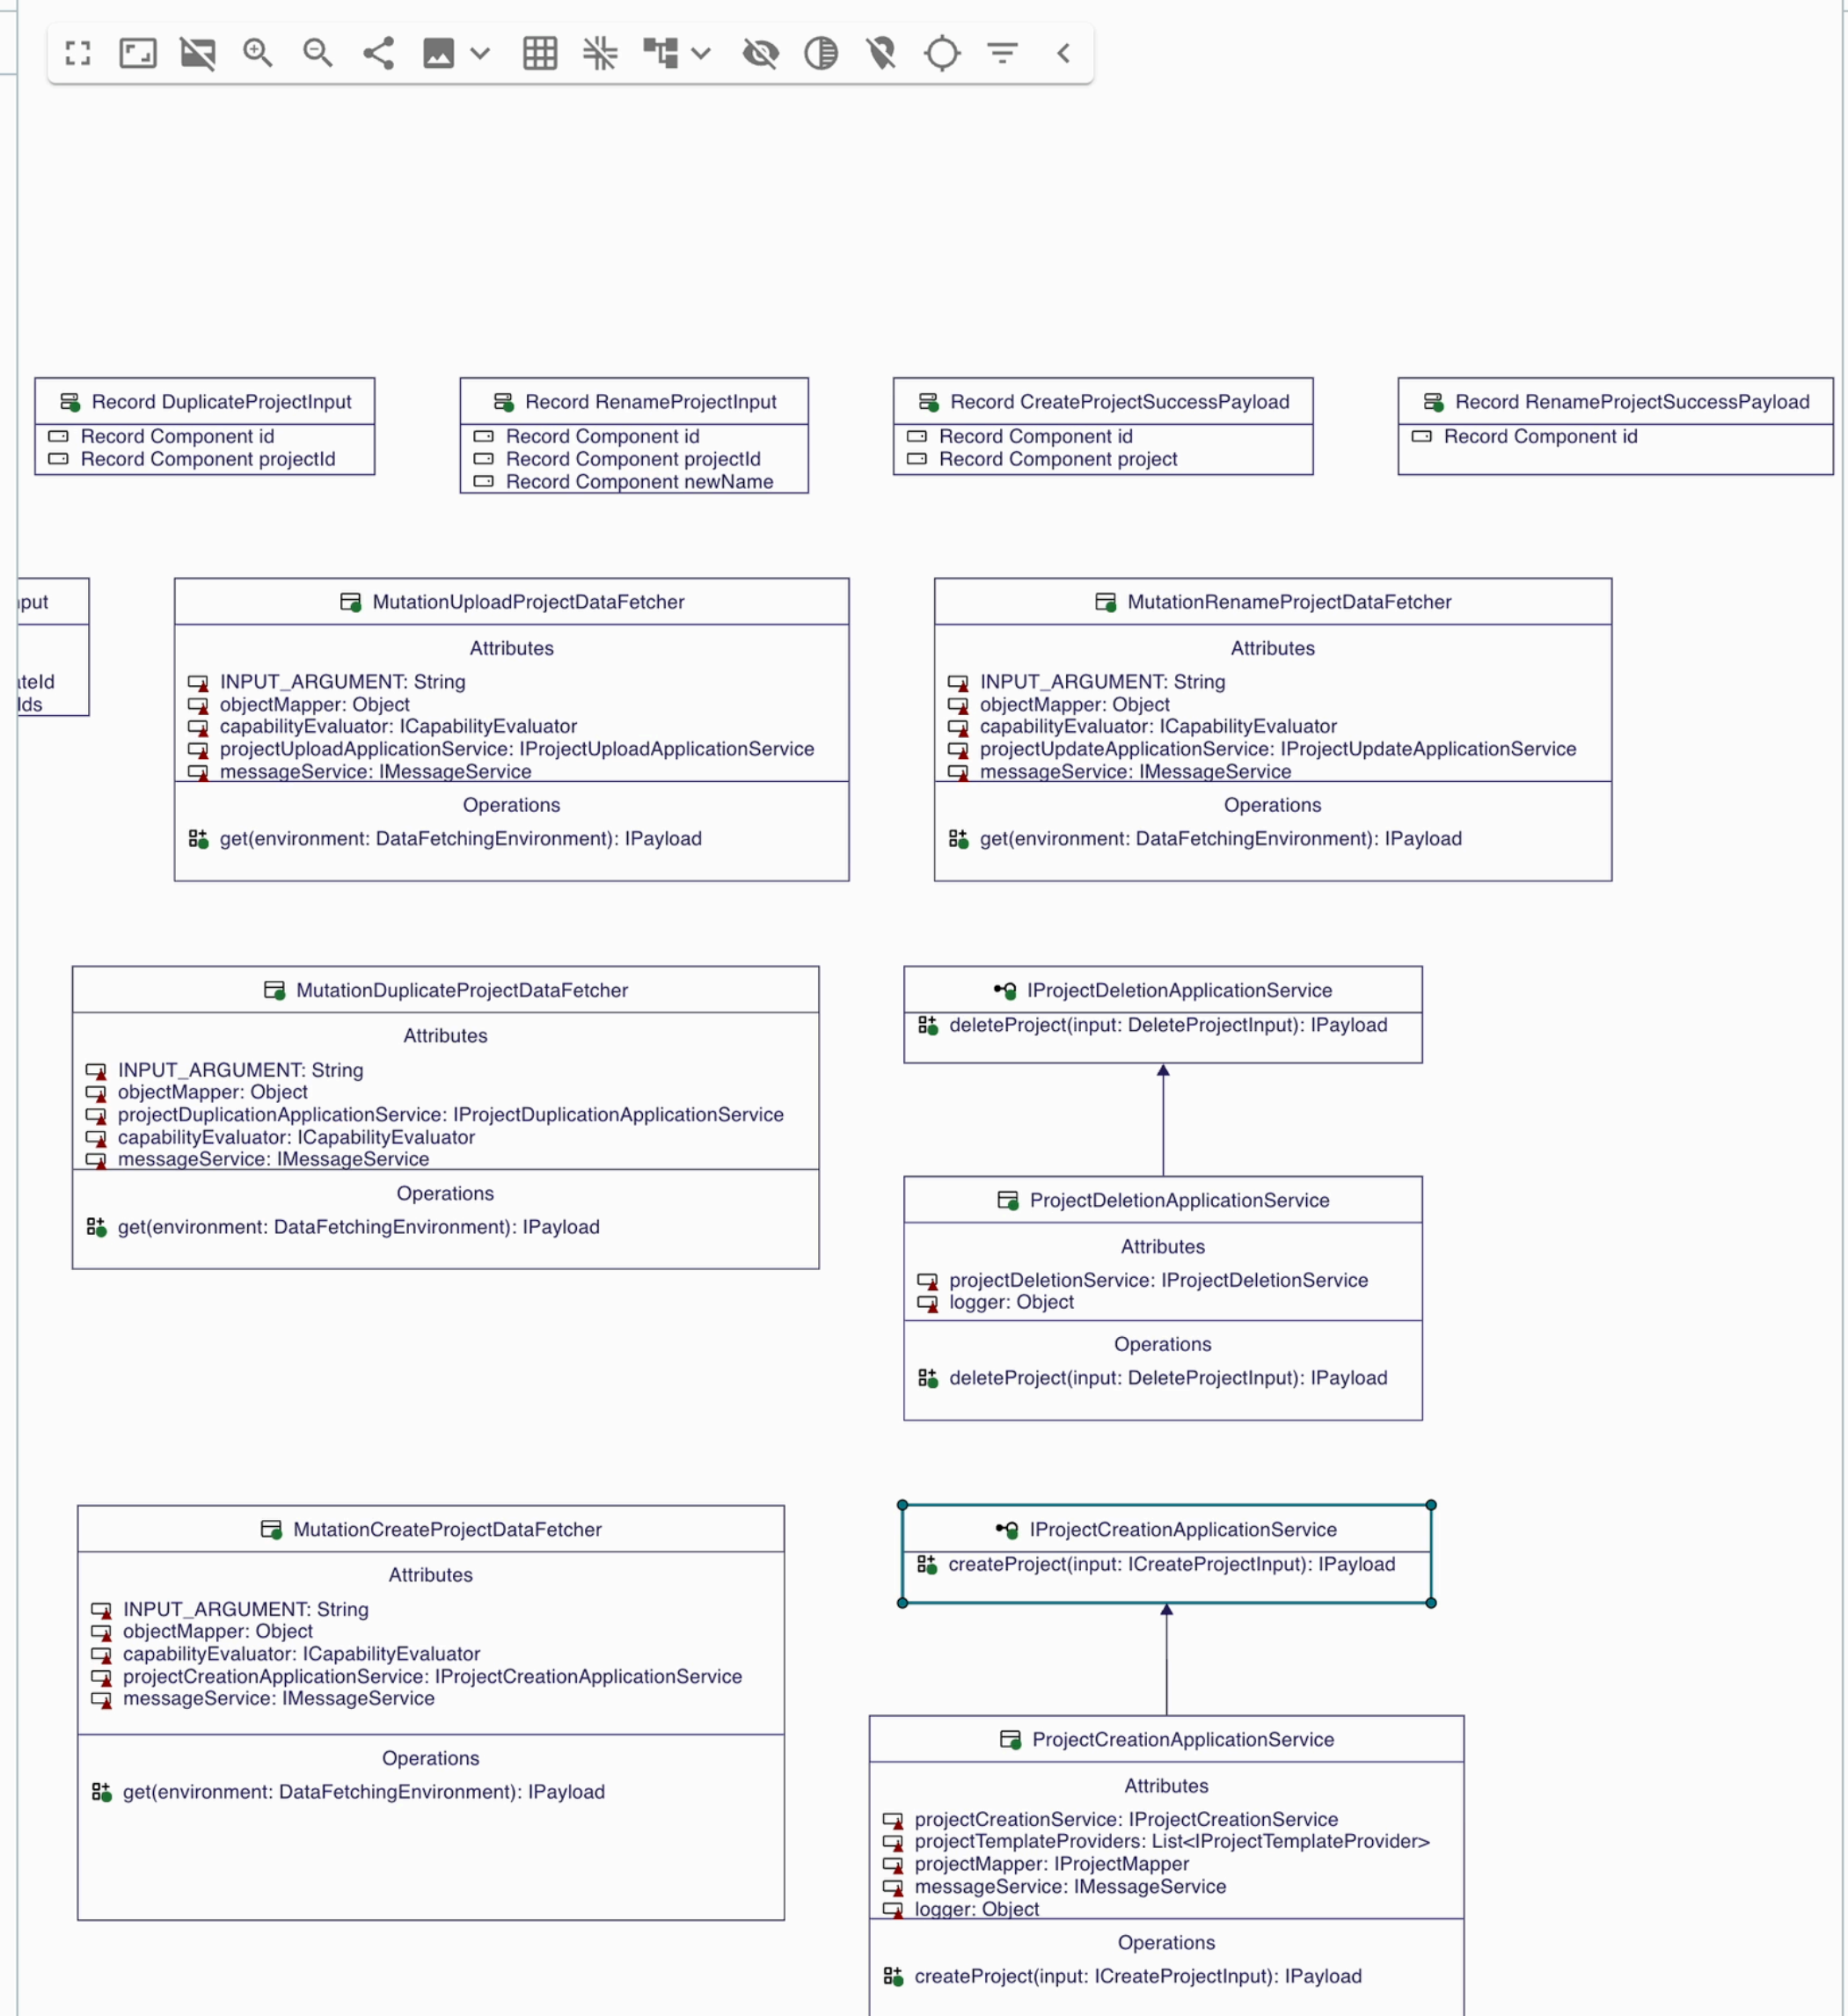 Record DuplicateProjectInput
Record Component id
Record Component projectId
Record RenameProjectInput
Record Component id
Record Component projectId
Record Component newName
Record CreateProjectSuccessPayload
Record Component id
Record Component project
Record RenameProjectSuccessPayload
Record Component id
MutationUploadProjectDataFetcher
Attributes
INPUT_ARGUMENT: String
objectMapper: Object
capabilityEvaluator: ICapabilityEvaluator
projectUploadApplicationService: IProjectUploadApplicationService
messageService: IMessageService
Operations
get(environment: DataFetchingEnvironment): IPayload
MutationRenameProjectDataFetcher
Attributes
INPUT_ARGUMENT: String
objectMapper: Object
capabilityEvaluator: ICapabilityEvaluator
projectUpdateApplicationService: IProjectUpdateApplicationService
messageService: IMessageService
Operations
get(environment: DataFetchingEnvironment): IPayload
MutationDuplicateProjectDataFetcher
Attributes
INPUT_ARGUMENT: String
objectMapper: Object
projectDuplicationApplicationService: IProjectDuplicationApplicationService
capabilityEvaluator: ICapabilityEvaluator
messageService: IMessageService
Operations
get(environment: DataFetchingEnvironment): IPayload
IProjectDeletionApplicationService
deleteProject(input: DeleteProjectInput): IPayload
ProjectDeletionApplicationService
Attributes
projectDeletionService: IProjectDeletionService
logger: Object
Operations
deleteProject(input: DeleteProjectInput): IPayload
MutationCreateProjectDataFetcher
Attributes
INPUT_ARGUMENT: String
objectMapper: Object
capabilityEvaluator: ICapabilityEvaluator
projectCreationApplicationService: IProjectCreationApplicationService
messageService: IMessageService
Operations
get(environment: DataFetchingEnvironment): IPayload
IProjectCreationApplicationService
createProject(input: ICreateProjectInput): IPayload
ProjectCreationApplicationService
Attributes
projectCreationService: IProjectCreationService
projectTemplateProviders: List<IProjectTemplateProvider>
projectMapper: IProjectMapper
messageService: IMessageService
logger: Object
Operations
createProject(input: ICreateProjectInput): IPayload